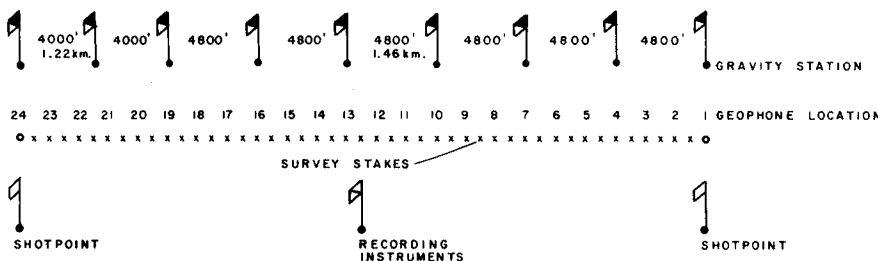 4000' 4000' 4800' 4800' 4800' 4800' 4800' 4800'
1.22km. 1.46 km.
GRAVITY STATION
24 23 22 21 20 19 18 17 16 15 14 13 12 11 10 9 8 7 6 5 4 3 2 1 GEOPHONE LOCATION
SURVEY STAKES
SHOTPOINT RECORDING SHOTPOINT
INSTRUMENTS